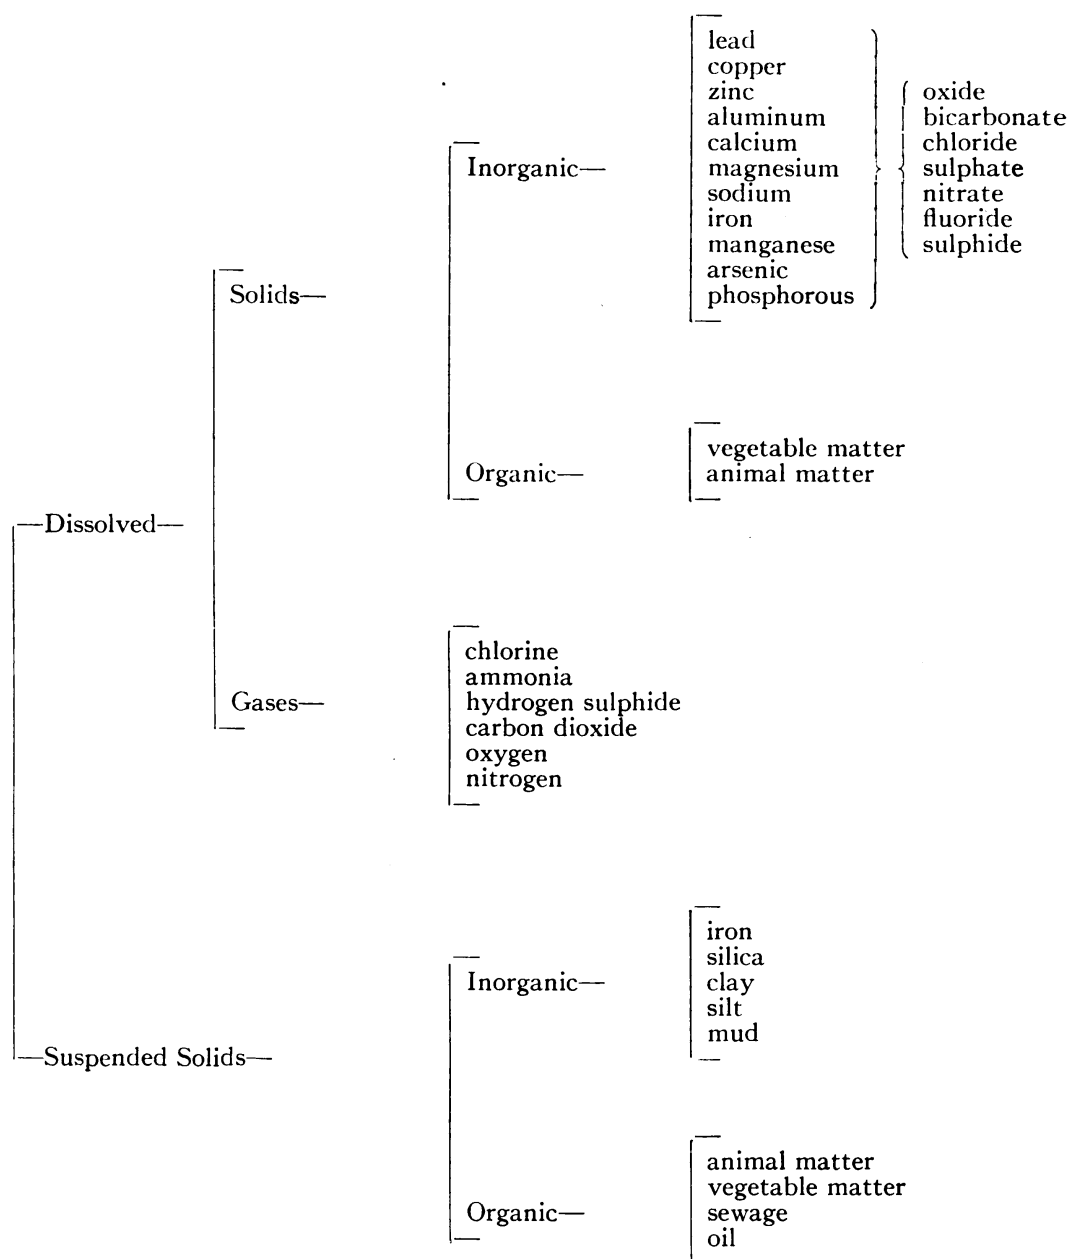 lead
copper
zinc
aluminum
calcium
magnesium
sodium
iron
manganese
arsenic
phosphorous
oxide
bicarbonate
chloride
sulphate
nitrate
fluoride
sulphide
Inorganic—
Solids—
vegetable matter
animal matter
Organic—
—Dissolved—
chlorine
ammonia
hydrogen sulphide
carbon dioxide
oxygen
nitrogen
Gases—
iron
silica
clay
silt
mud
Inorganic—
—Suspended Solids—
animal matter
vegetable matter
sewage
oil
Organic—